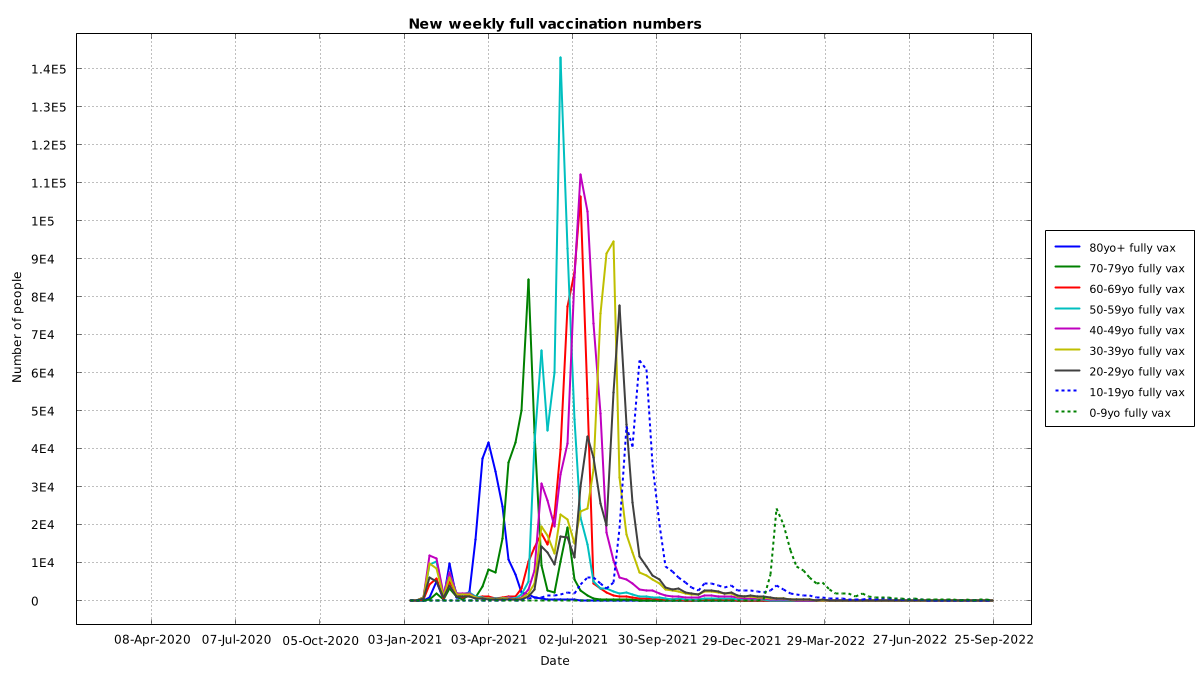 New weekly full vaccination numbers
1.4E5
1.3E5
1.2E5
1.1E5
1E5
9E4
8E4
7E4
6E4
5E4
4E4
3E4
2E4
1E4
0
Number of people
08-Apr-2020 07-Jul-2020 05-Oct-2020 03-Jan-2021 03-Apr-2021 02-Jul-2021 30-Sep-2021 29-Dec-2021 29-Mar-2022 27-Jun-2022 25-Sep-2022
Date
80yo+ fully vax
70-79yo fully vax
60-69yo fully vax
50-59yo fully vax
40-49yo fully vax
30-39yo fully vax
20-29yo fully vax
10-19yo fully vax
0-9yo fully vax